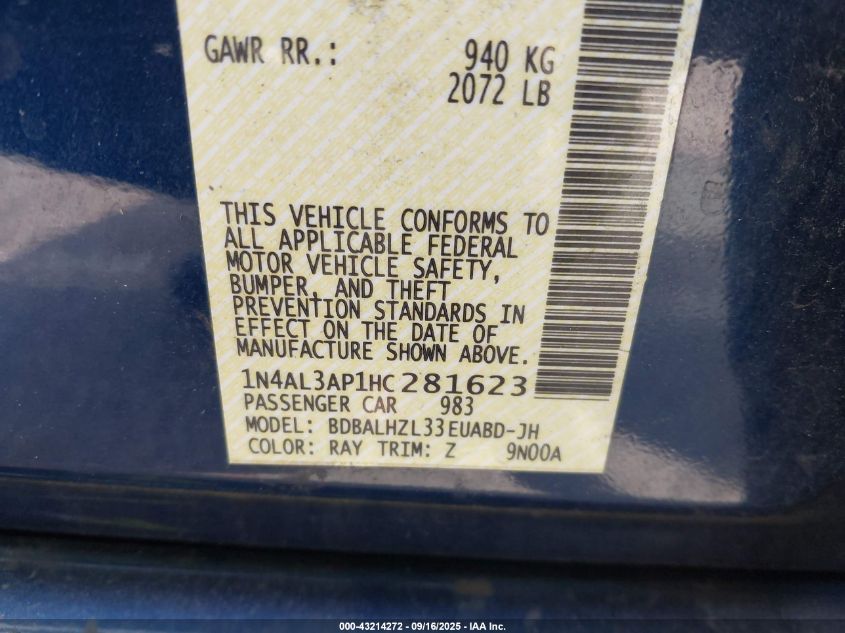 GAWR RR.: 940 KG
2072 LB
THIS VEHICLE CONFORMS TO
ALL APPLICABLE FEDERAL
MOTOR VEHICLE SAFETY,
BUMPER, AND THEFT
PREVENTION STANDARDS IN
EFFECT ON THE DATE OF
MANUFACTURE SHOWN ABOVE.
1N4AL3AP1HC281623
PASSENGER CAR 983
MODEL: BDBALHZL33EUABD-JH
COLOR: RAY TRIM: Z 9N00A
000-43214272 - 09/16/2025 - IAA Inc.